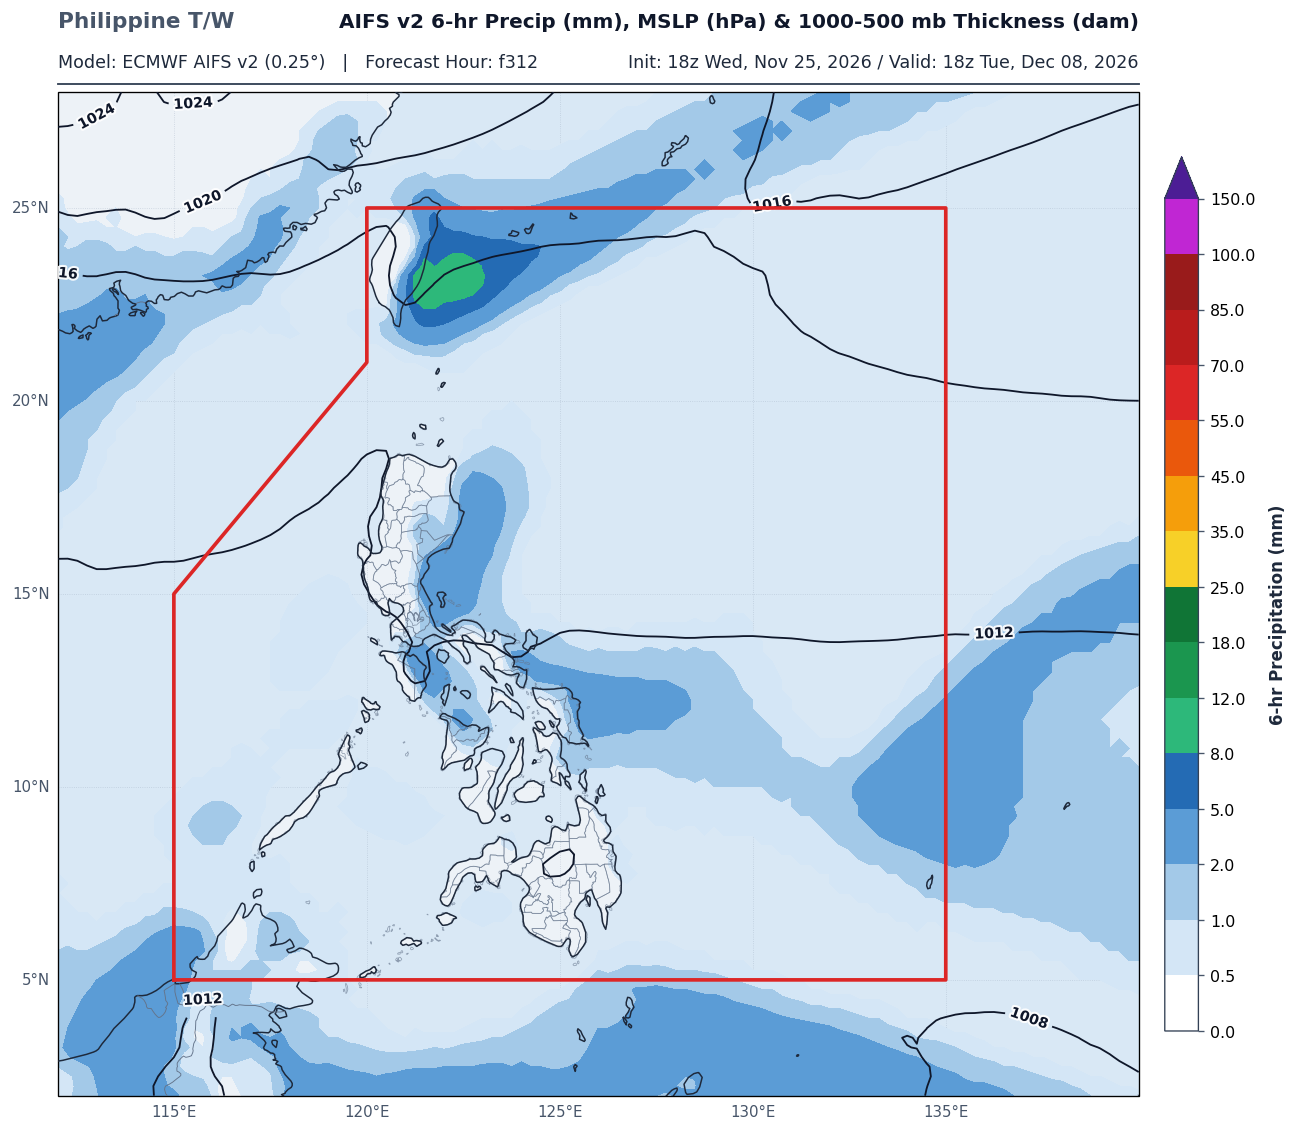 Philippine T/W
AIFS v2 6-hr Precip (mm), MSLP (hPa) & 1000-500 mb Thickness (dam)
Model: ECMWF AIFS v2 (0.25°) | Forecast Hour: f312
Init: 18z Wed, Nov 25, 2026 / Valid: 18z Tue, Dec 08, 2026
1024
1024
1020
1016
16
1012
1012
1008
25°N
20°N
15°N
10°N
5°N
115°E
120°E
125°E
130°E
135°E
150.0
100.0
85.0
70.0
55.0
45.0
35.0
25.0
18.0
12.0
8.0
5.0
2.0
1.0
0.5
0.0
6-hr Precipitation (mm)